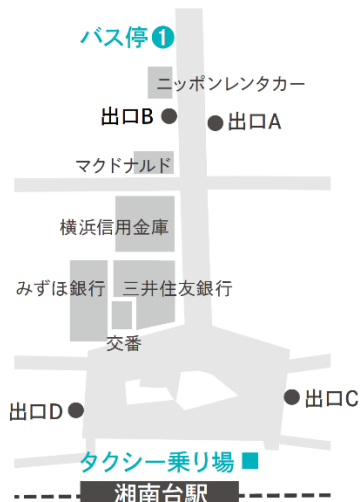 バス停❶
ニッポンレンタカー
出口B
出口A
マクドナルド
横浜信用金庫
みずほ銀行
三井住友銀行
交番
出口C
出口D
タクシー乗り場
湘南台駅